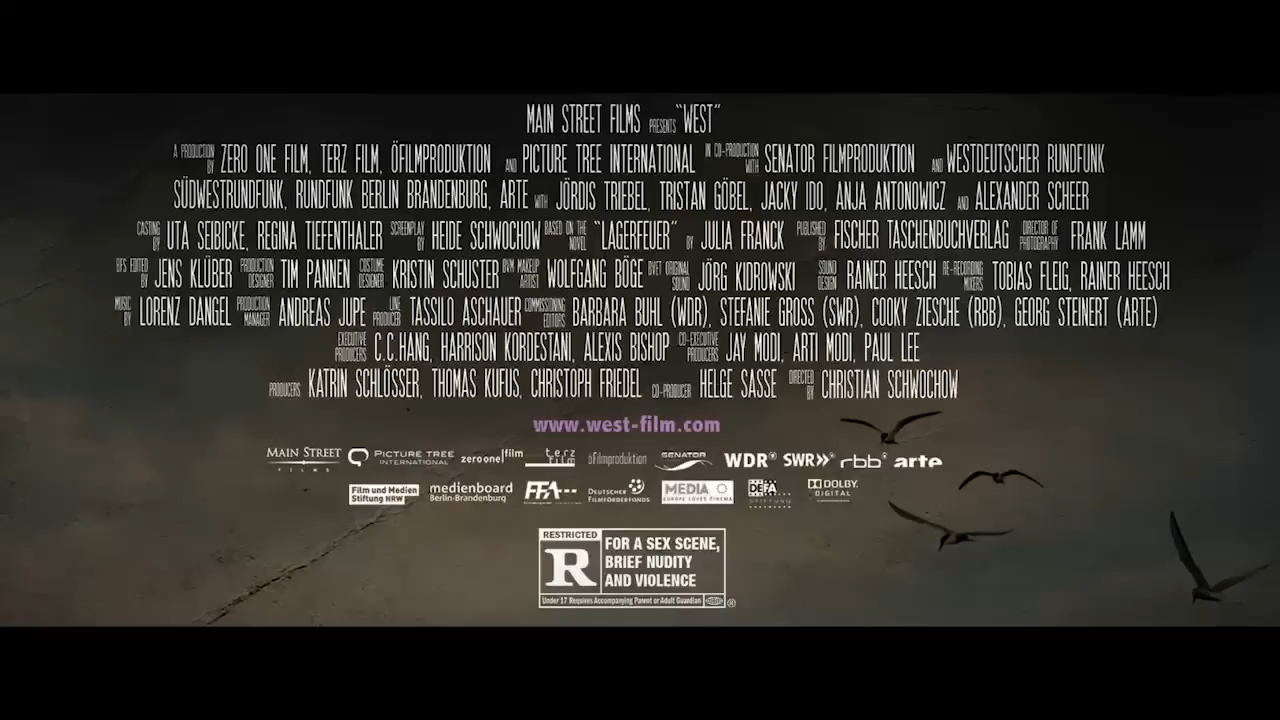 MAIN STREET FILMS PRESENTS "WEST"
A PRODUCTION BY ZERO ONE FILM, TERZ FILM, ÖFILMPRODUKTION AND PICTURE TREE INTERNATIONAL IN CO-PRODUCTION WITH SENATOR FILMPRODUKTION AND WESTDEUTSCHER RUNDFUNK
SÜDWESTRUNDFUNK, RUNDFUNK BERLIN BRANDENBURG, ARTE WITH JÖRDIS TRIEBEL, TRISTAN GÖBEL, JACKY IDO, ANJA ANTONOWICZ AND ALEXANDER SCHEER
CASTING BY UTA SEIBICKE, REGINA TIEFENTHALER SCREENPLAY BY HEIDE SCHWOCHOW BASED ON THE NOVEL "LAGERFEUER" BY JULIA FRANCK PUBLISHED BY FISCHER TASCHENBUCHVERLAG DIRECTOR OF PHOTOGRAPHY FRANK LAMM
BFS EDITED BY JENS KLÜBER PRODUCTION DESIGNER TIM PANNEN COSTUME DESIGNER KRISTIN SCHUSTER BVM MAKEUP ARTIST WOLFGANG BÖGE BVFT ORIGINAL SOUND JÖRG KIDROWSKI SOUND DESIGN RAINER HEESCH RE-RECORDING MIXERS TOBIAS FLEIG, RAINER HEESCH
MUSIC BY LORENZ DANGEL PRODUCTION MANAGER ANDREAS JUPE LINE PRODUCER TASSILO ASCHAUER COMMISSIONING EDITORS BARBARA BUHL (WDR), STEFANIE GROSS (SWR), COOKY ZIESCHE (RBB), GEORG STEINERT (ARTE)
EXECUTIVE PRODUCERS C.C.HANG, HARRISON KORDESTANI, ALEXIS BISHOP CO-EXECUTIVE PRODUCERS JAY MODI, ARTI MODI, PAUL LEE
PRODUCERS KATRIN SCHLÖSSER, THOMAS KUFUS, CHRISTOPH FRIEDEL CO-PRODUCER HELGE SASSE DIRECTED BY CHRISTIAN SCHWOCHOW
www.west-film.com
MAIN STREET FILMS PICTURE TREE INTERNATIONAL zero one film terz film öfilmproduktion SENATOR WDR SWR» rbb arte
Film und Medien Stiftung NRW medienboard Berlin-Brandenburg FFA DEUTSCHER FILMFÖRDERFONDS MEDIA EUROPE LOVES CINEMA DEFA STIFTUNG DOLBY DIGITAL
RESTRICTED
R
FOR A SEX SCENE,
BRIEF NUDITY
AND VIOLENCE
Under 17 Requires Accompanying Parent or Adult Guardian ®